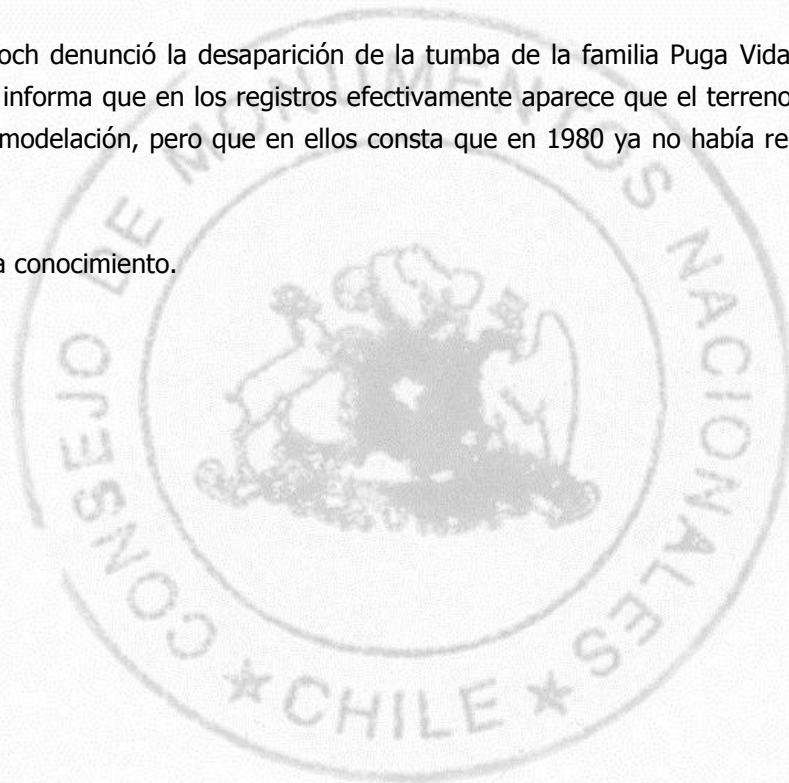 och denunció la desaparición de la tumba de la familia Puga Vida
informa que en los registros efectivamente aparece que el terreno
modelación, pero que en ellos consta que en 1980 ya no había re
a conocimiento.
CONSEJO DE MONUMENTOS NACIONALES
★ CHILE ★